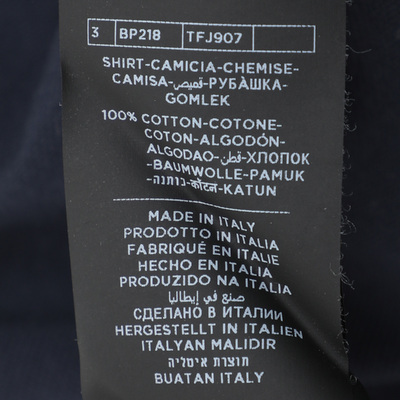 3 BP218 TFJ907
SHIRT-CAMICIA-CHEMISE-
CAMISA-قميص-РУБАШКА-
GOMLEK
100% COTTON-COTONE-
COTON-ALGODÓN-
ALGODAO-قطن-ХЛОПОК
-BAUMWOLLE-PAMUK
-כותנה-कॉटन-KATUN
MADE IN ITALY
PRODOTTO IN ITALIA
FABRIQUÉ EN ITALIE
HECHO EN ITALIA
PRODUZIDO NA ITALIA
صنع في إيطاليا
СДЕЛАНО В ИТАЛИИ
HERGESTELLT IN ITALIEN
ITALYAN MALIDIR
תוצרת איטליה
BUATAN ITALY